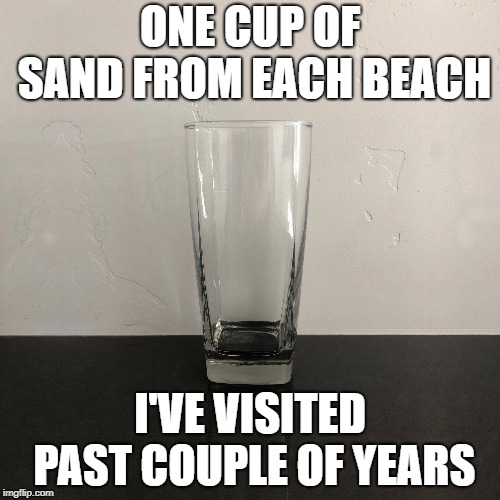 ONE CUP OF
SAND FROM EACH BEACH
I'VE VISITED
PAST COUPLE OF YEARS
imgflip.com